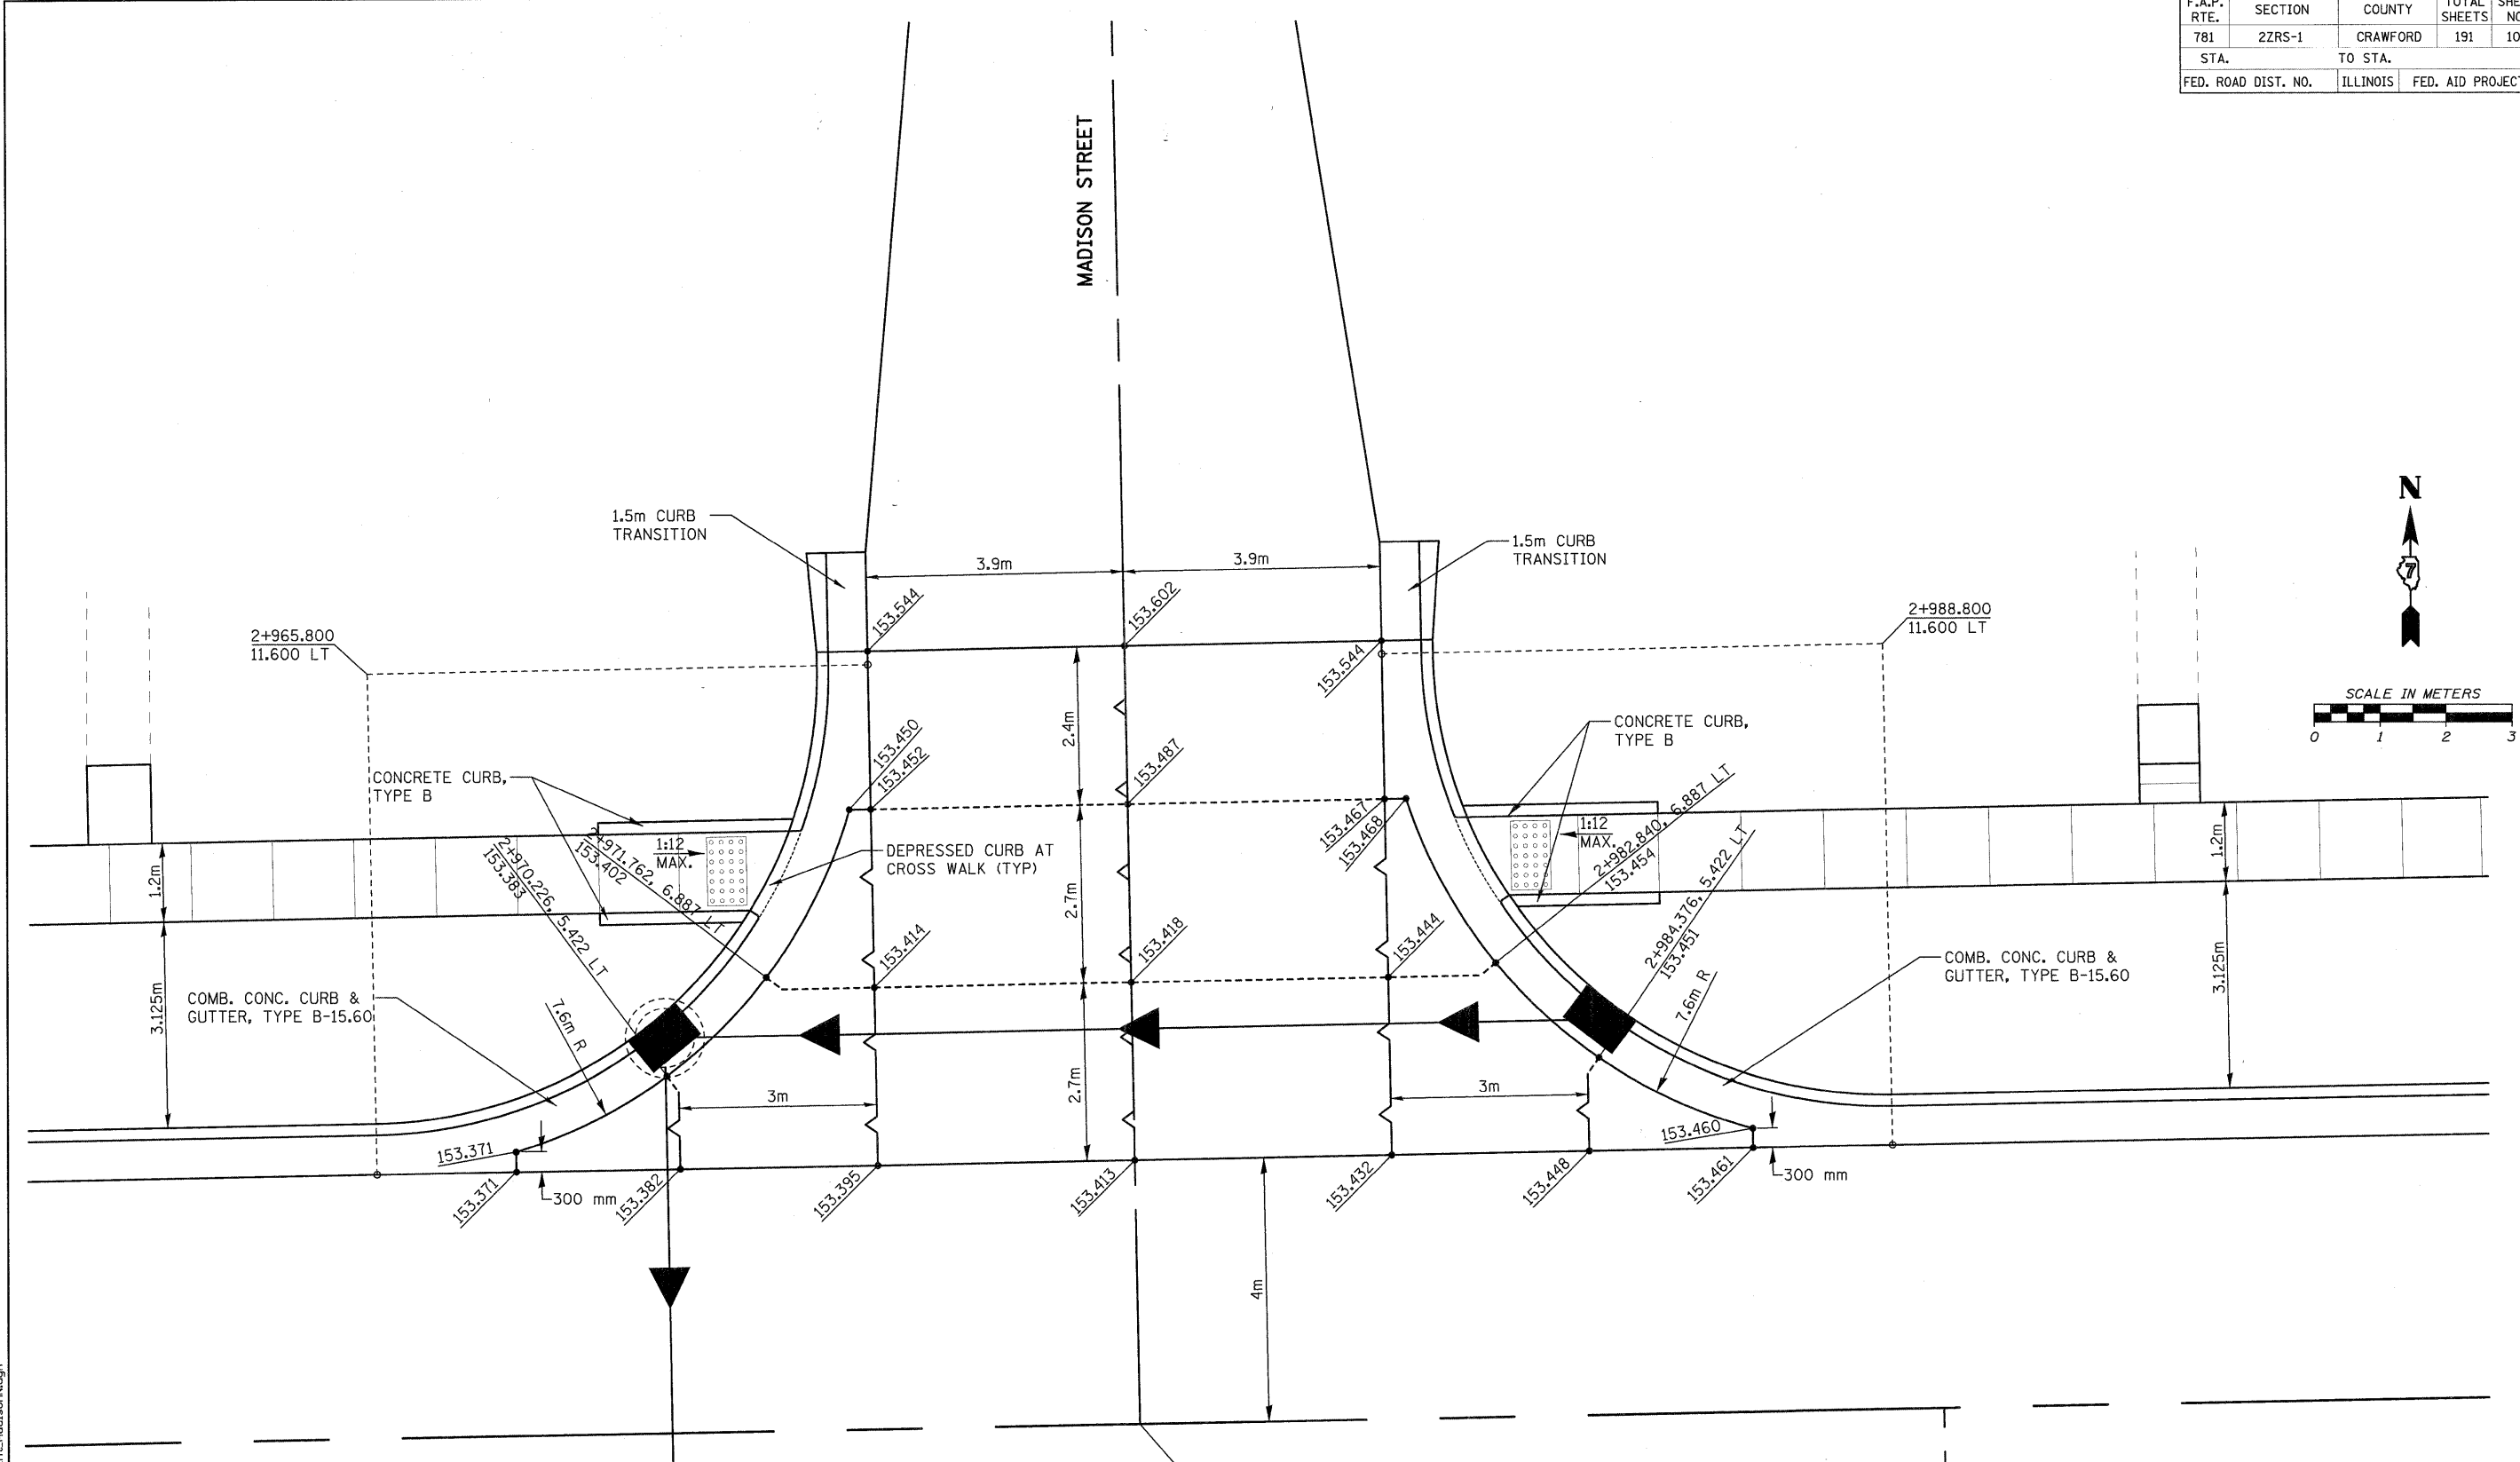 F.A.P. RTE.
SECTION
COUNTY
TOTAL SHEETS
781
2ZRS-1
CRAWFORD
191
STA.
TO STA.
FED. ROAD DIST. NO.
ILLINOIS
FED. AID PROJECT
MADISON STREET
N
7
1.5m CURB
TRANSITION
1.5m CURB
TRANSITION
3.9m
3.9m
153.544
153.602
153.544
2+965.800
11.600 LT
2+988.800
11.600 LT
SCALE IN METERS
0 1 2 3
2.4m
153.450
153.452
153.487
153.467
153.468
CONCRETE CURB,
TYPE B
CONCRETE CURB,
TYPE B
1:12
MAX.
1:12
MAX.
DEPRESSED CURB AT
CROSS WALK (TYP)
2+971.762, 6.887 LT
153.402
2+970.226, 5.422 LT
153.383
2+982.840, 6.887 LT
153.454
2+984.376, 5.422 LT
153.451
1.2m
1.2m
2.7m
153.414
153.418
153.444
3.125m
3.125m
COMB. CONC. CURB &
GUTTER, TYPE B-15.60
COMB. CONC. CURB &
GUTTER, TYPE B-15.60
7.6m R
7.6m R
3m
2.7m
3m
153.371
153.460
300 mm
300 mm
153.371
153.382
153.395
153.413
153.432
153.448
153.461
4m